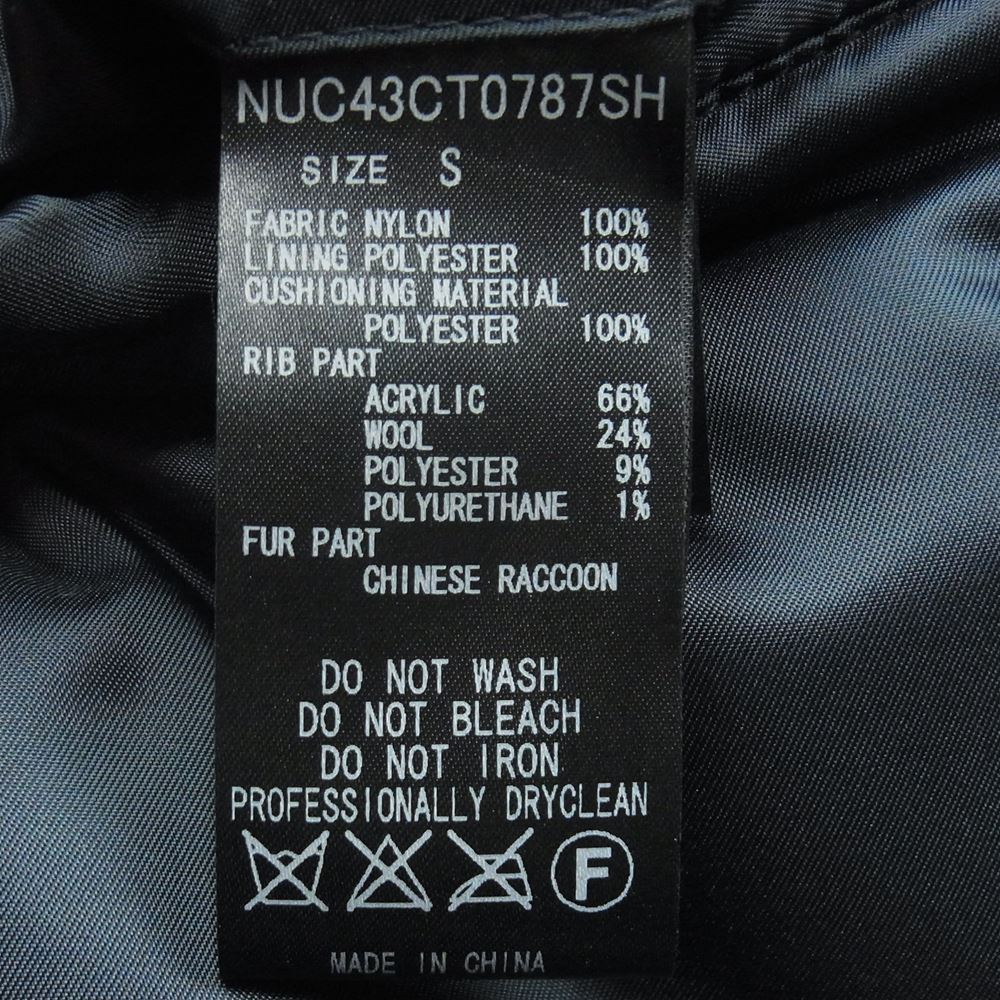 NUC43CT0787SH
SIZE S
FABRIC NYLON 100%
LINING POLYESTER 100%
CUSHIONING MATERIAL
POLYESTER 100%
RIB PART
ACRYLIC 66%
WOOL 24%
POLYESTER 9%
POLYURETHANE 1%
FUR PART
CHINESE RACCOON
DO NOT WASH
DO NOT BLEACH
DO NOT IRON
PROFESSIONALLY DRYCLEAN
F
MADE IN CHINA